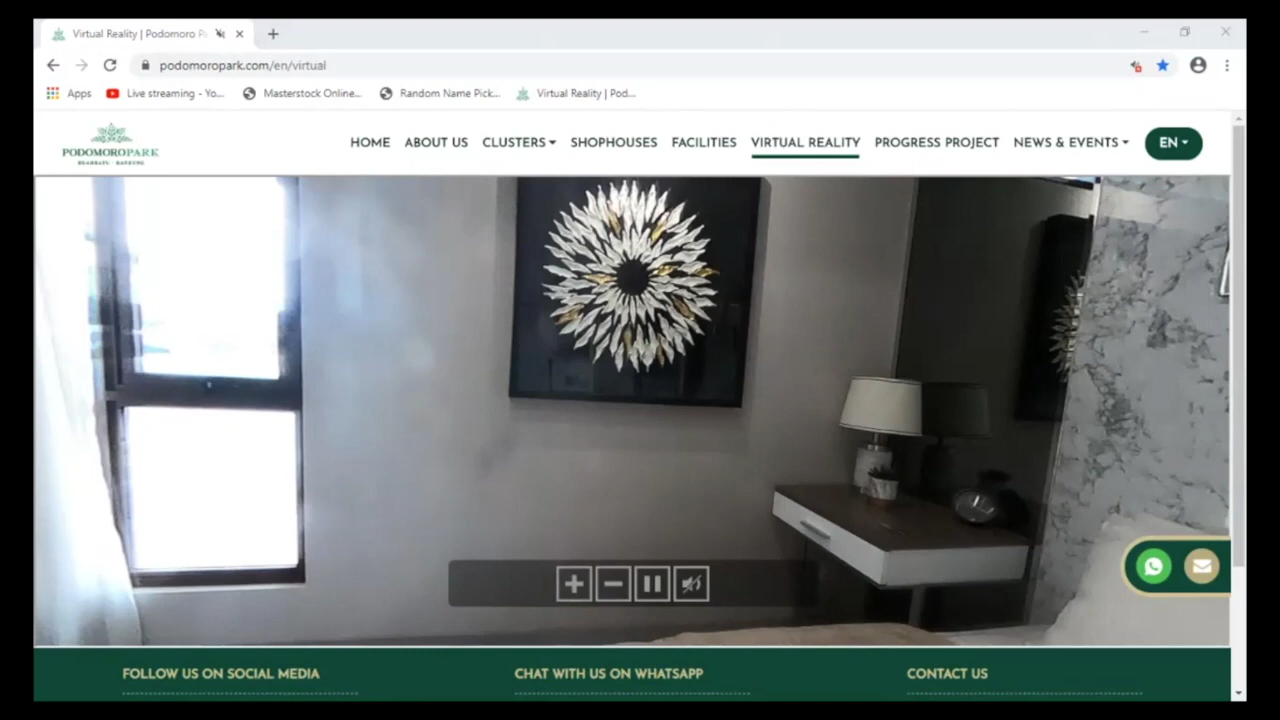 Virtual Reality | Podomoro P
podomoropark.com/en/virtual
Apps Live streaming - Yo... Masterstock Online... Random Name Pick... Virtual Reality | Pod...
PODOMOROPARK
HOME ABOUT US CLUSTERS SHOPHOUSES FACILITIES VIRTUAL REALITY PROGRESS PROJECT NEWS & EVENTS EN
FOLLOW US ON SOCIAL MEDIA CHAT WITH US ON WHATSAPP CONTACT US